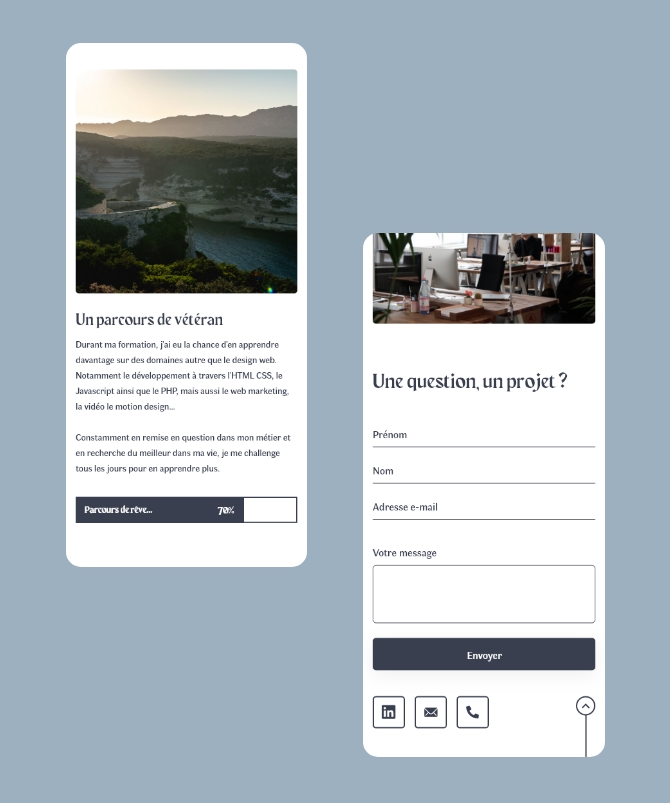 Un parcours de vétéran
Durant ma formation, j'ai eu la chance d'en apprendre
davantage sur des domaines autre que le design web.
Notamment le développement à travers l'HTML CSS, le
Javascript ainsi que le PHP, mais aussi le web marketing,
la vidéo le motion design...
Constamment en remise en question dans mon métier et
en recherche du meilleur dans ma vie, je me challenge
tous les jours pour en apprendre plus.
Parcours de rêve... 70%
Une question, un projet ?
Prénom
Nom
Adresse e-mail
Votre message
Envoyer
in